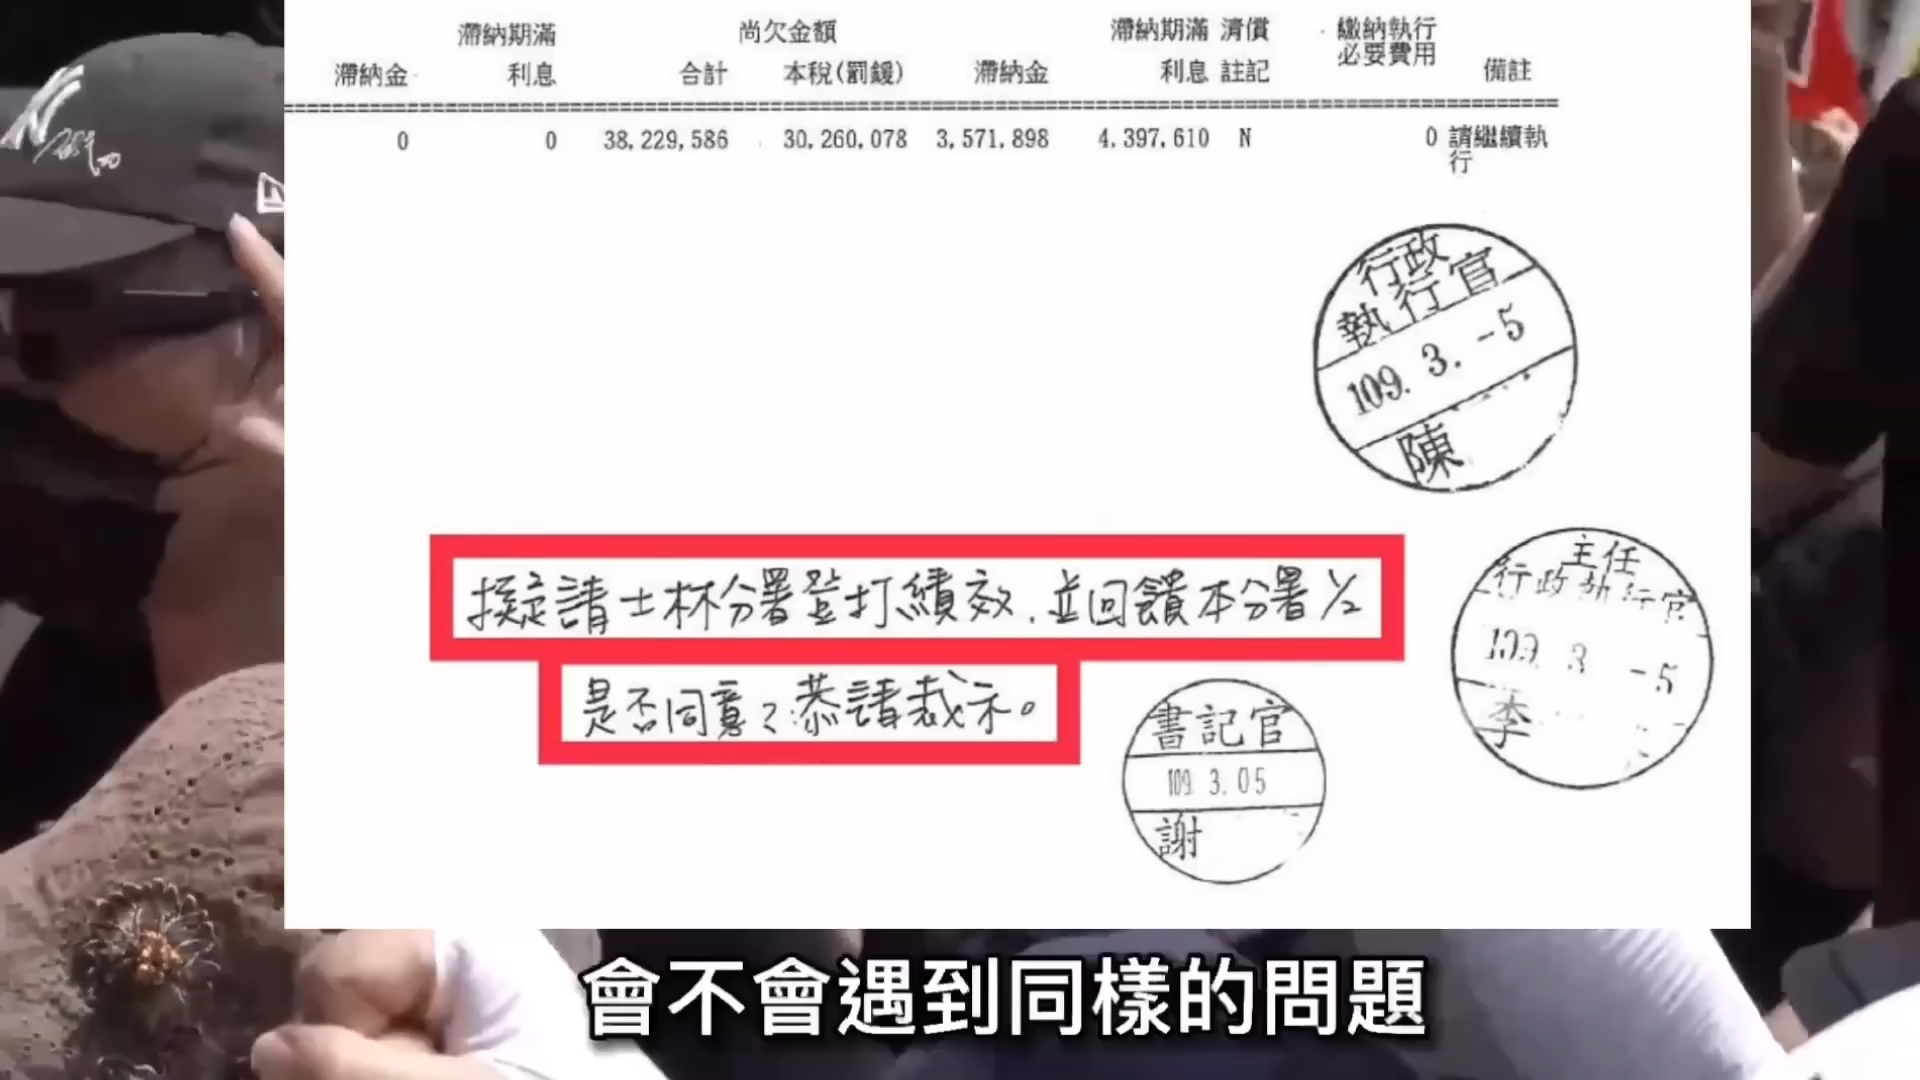 滯納金
滯納期滿
利息
尚欠金額
合計 本稅(罰鍰) 滯納金
滯納期滿
利息
清償
註記
繳納執行
必要費用
備註
0 0 38,229,586 30,260,078 3,571,898 4,397,610 N 0 請繼續執
行
行政
執行官
109. 3. -5
陳
擬請士林分署登打績效，並回饋本分署1/2
是否同意？恭請裁示。
主任
行政執行官
109 3 -5
李
書記官
109 3.05
謝
會不會遇到同樣的問題